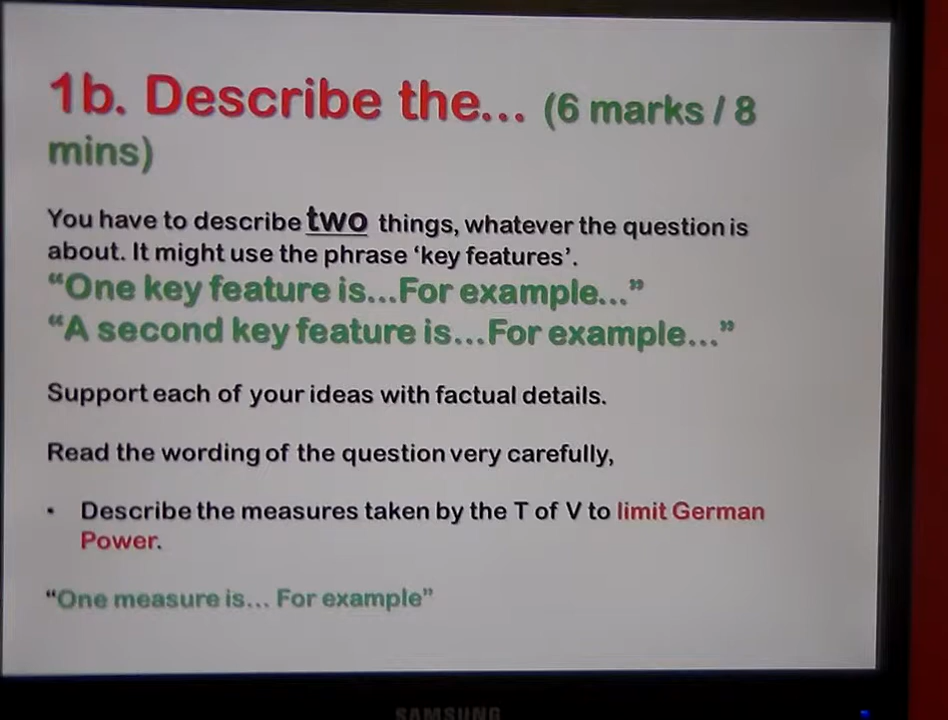 1b. Describe the... (6 marks / 8
mins)
You have to describe two things, whatever the question is
about. It might use the phrase ‘key features’.
“One key feature is...For example...”
“A second key feature is...For example...”
Support each of your ideas with factual details.
Read the wording of the question very carefully,
• Describe the measures taken by the T of V to limit German
Power.
“One measure is... For example”
SAMSUNG